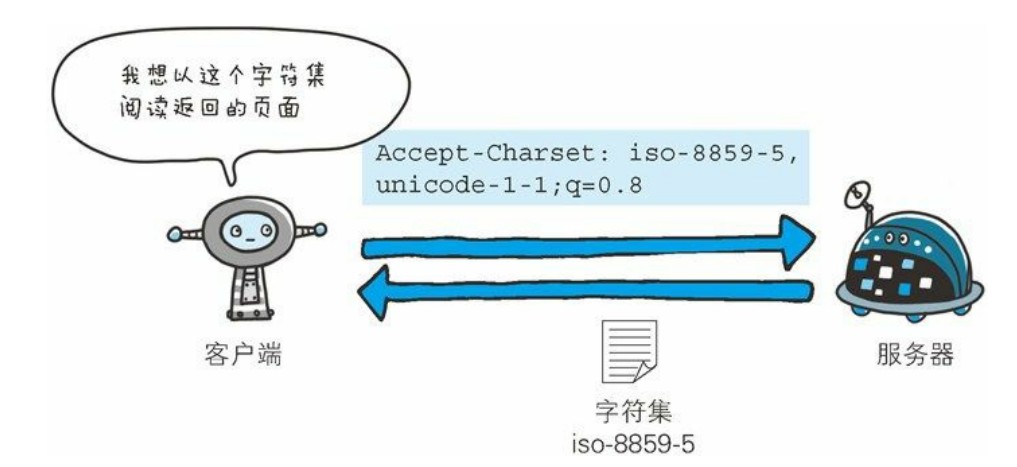 我想以这个字符集
阅读返回的页面
Accept-Charset: iso-8859-5,
unicode-1-1;q=0.8
客户端
服务器
字符集
iso-8859-5